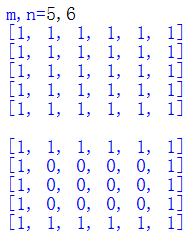 m,n=5,6
[1, 1, 1, 1, 1, 1]
[1, 1, 1, 1, 1, 1]
[1, 1, 1, 1, 1, 1]
[1, 1, 1, 1, 1, 1]
[1, 1, 1, 1, 1, 1]
[1, 1, 1, 1, 1, 1]
[1, 0, 0, 0, 0, 1]
[1, 0, 0, 0, 0, 1]
[1, 0, 0, 0, 0, 1]
[1, 1, 1, 1, 1, 1]